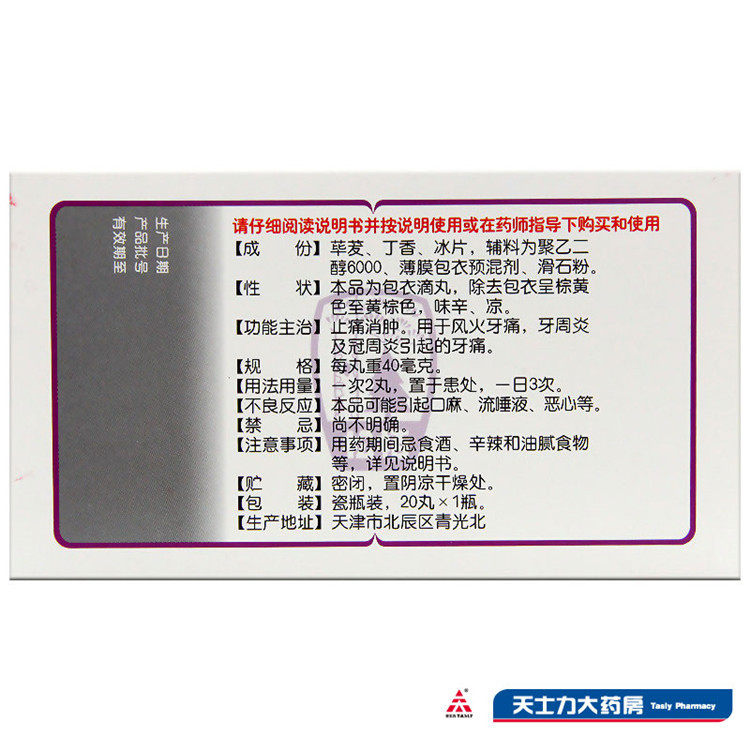 请仔细阅读说明书并按说明使用或在药师指导下购买和使用
【成　份】荜茇、丁香、冰片，辅料为聚乙二
醇6000、薄膜包衣预混剂、滑石粉。
【性　状】本品为包衣滴丸，除去包衣呈棕黄
色至黄棕色，味辛、凉。
【功能主治】止痛消肿。用于风火牙痛，牙周炎
及冠周炎引起的牙痛。
【规　格】每丸重40毫克。
【用法用量】一次2丸，置于患处，一日3次。
【不良反应】本品可能引起口麻、流唾液、恶心等。
【禁　忌】尚不明确。
【注意事项】用药期间忌食酒、辛辣和油腻食物
等，详见说明书。
【贮　藏】密闭，置阴凉干燥处。
【包　装】瓷瓶装，20丸×1瓶。
【生产地址】天津市北辰区青光北
生产日期
产品批号
有效期至
天士力大药房
Tasly Pharmacy